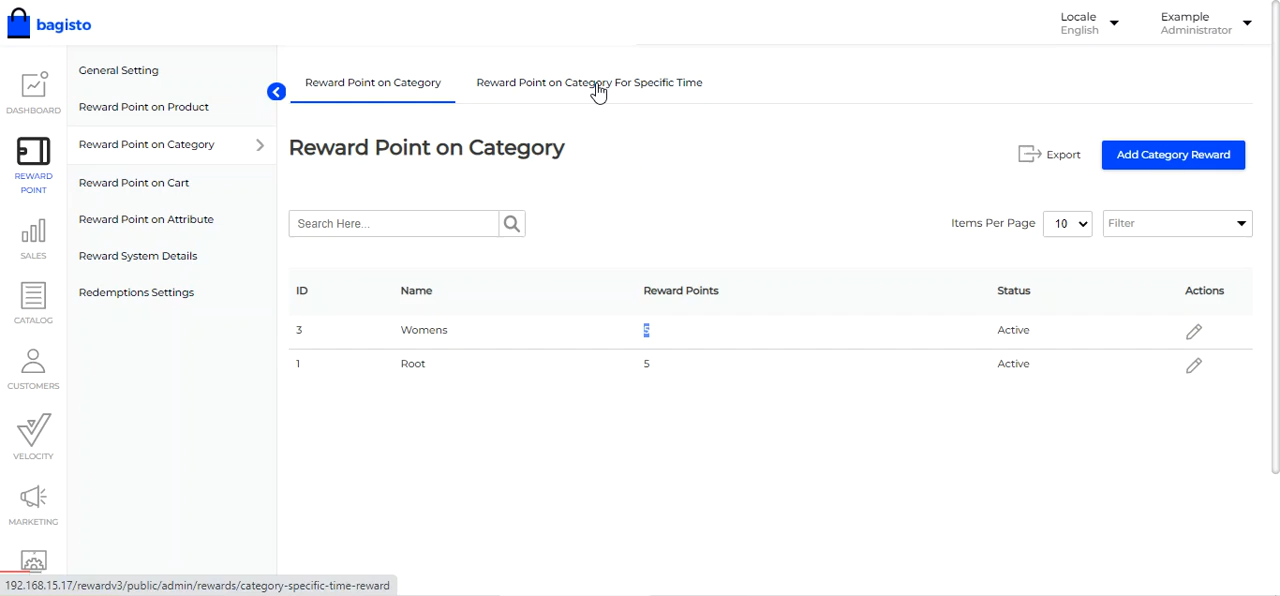 bagisto
Locale
English
Example
Administrator
DASHBOARD
REWARD
POINT
SALES
CATALOG
CUSTOMERS
VELOCITY
MARKETING
General Setting
Reward Point on Product
Reward Point on Category
Reward Point on Cart
Reward Point on Attribute
Reward System Details
Redemptions Settings
Reward Point on Category Reward Point on Category For Specific Time
Reward Point on Category
Export Add Category Reward
Search Here... Items Per Page 10 Filter
ID Name Reward Points Status Actions
3 Womens 5 Active
1 Root 5 Active
192.168.15.17/rewardv3/public/admin/rewards/category-specific-time-reward